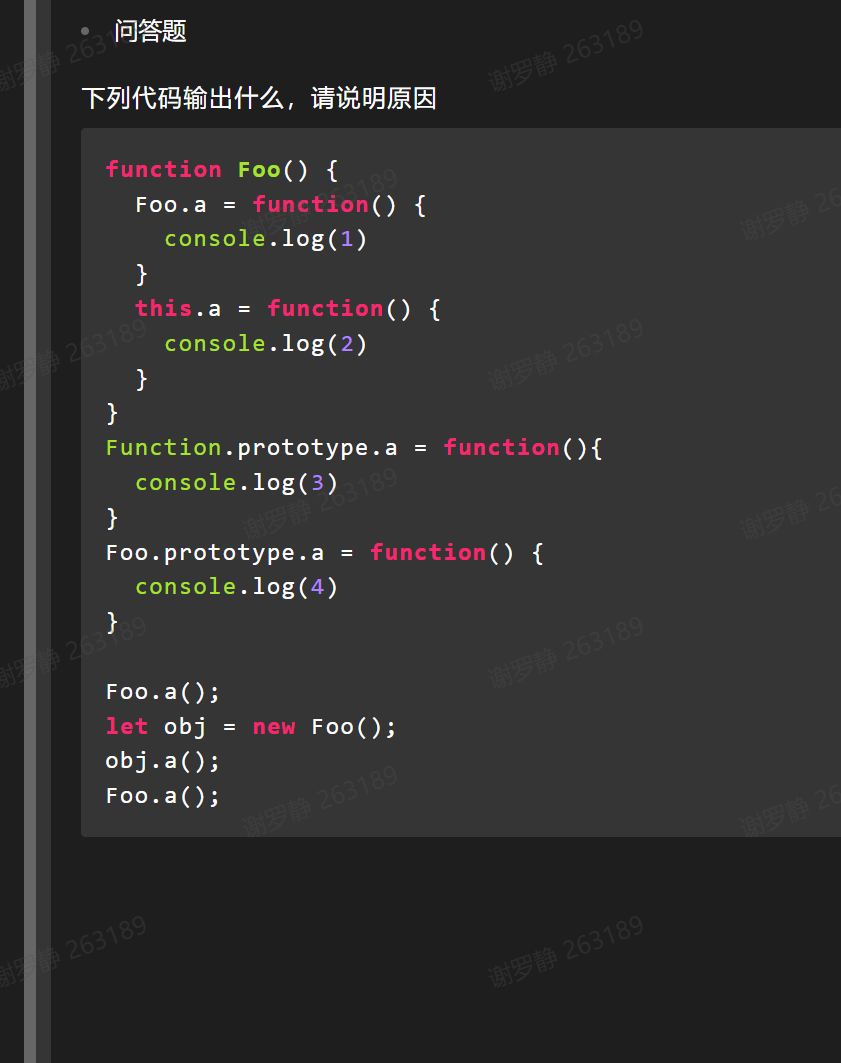 问答题
下列代码输出什么，请说明原因
function Foo() {
  Foo.a = function() {
    console.log(1)
  }
  this.a = function() {
    console.log(2)
  }
}
Function.prototype.a = function(){
  console.log(3)
}
Foo.prototype.a = function() {
  console.log(4)
}

Foo.a();
let obj = new Foo();
obj.a();
Foo.a();
谢罗静 263189